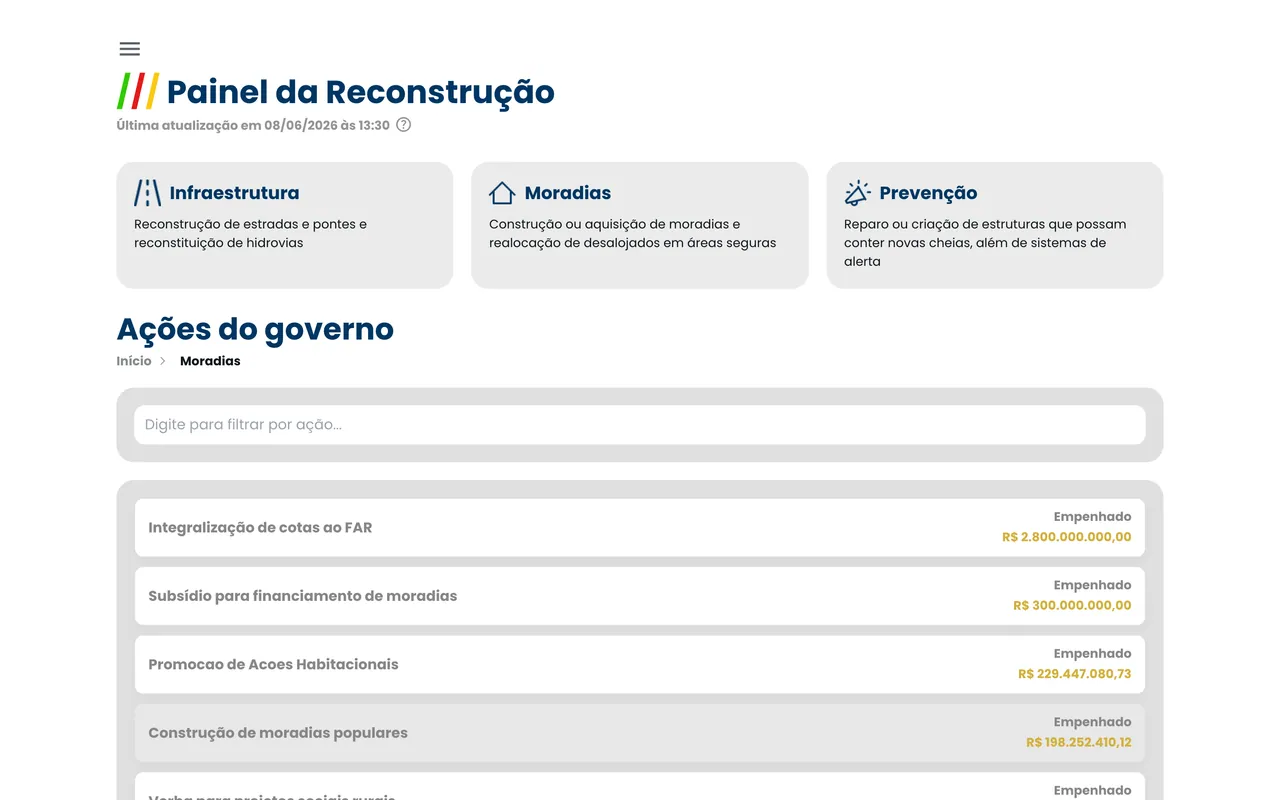 Painel da Reconstrução
Última atualização em 08/06/2026 às 13:30
Infraestrutura
Reconstrução de estradas e pontes e
reconstituição de hidrovias
Moradias
Construção ou aquisição de moradias e
realocação de desalojados em áreas seguras
Prevenção
Reparo ou criação de estruturas que possam
conter novas cheias, além de sistemas de
alerta
Ações do governo
Início > Moradias
Digite para filtrar por ação...
Integralização de cotas ao FAR
Empenhado
R$ 2.800.000.000,00
Subsídio para financiamento de moradias
Empenhado
R$ 300.000.000,00
Promocao de Acoes Habitacionais
Empenhado
R$ 229.447.080,73
Construção de moradias populares
Empenhado
R$ 198.252.410,12
Verba para projetos sociais rurais
Empenhado